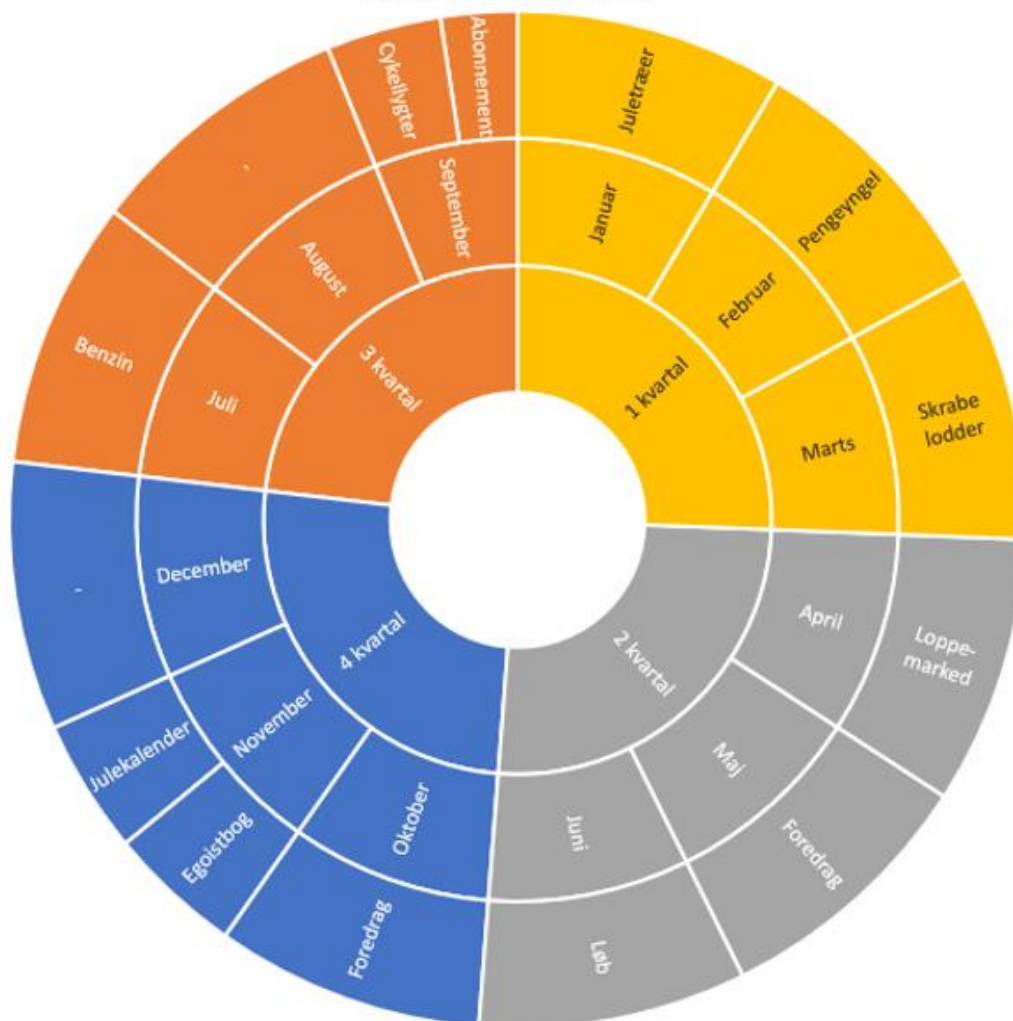 1 kvartal
Januar
Juletræer
Februar
Pengeyngel
Marts
Skrabe
lodder
2 kvartal
April
Loppe-
marked
Maj
Foredrag
Juni
Løb
4 kvartal
Oktober
Foredrag
November
Egoistbog
Julekalender
December
-
3 kvartal
Juli
Benzin
August
-
September
Cykellygter
Abonnement